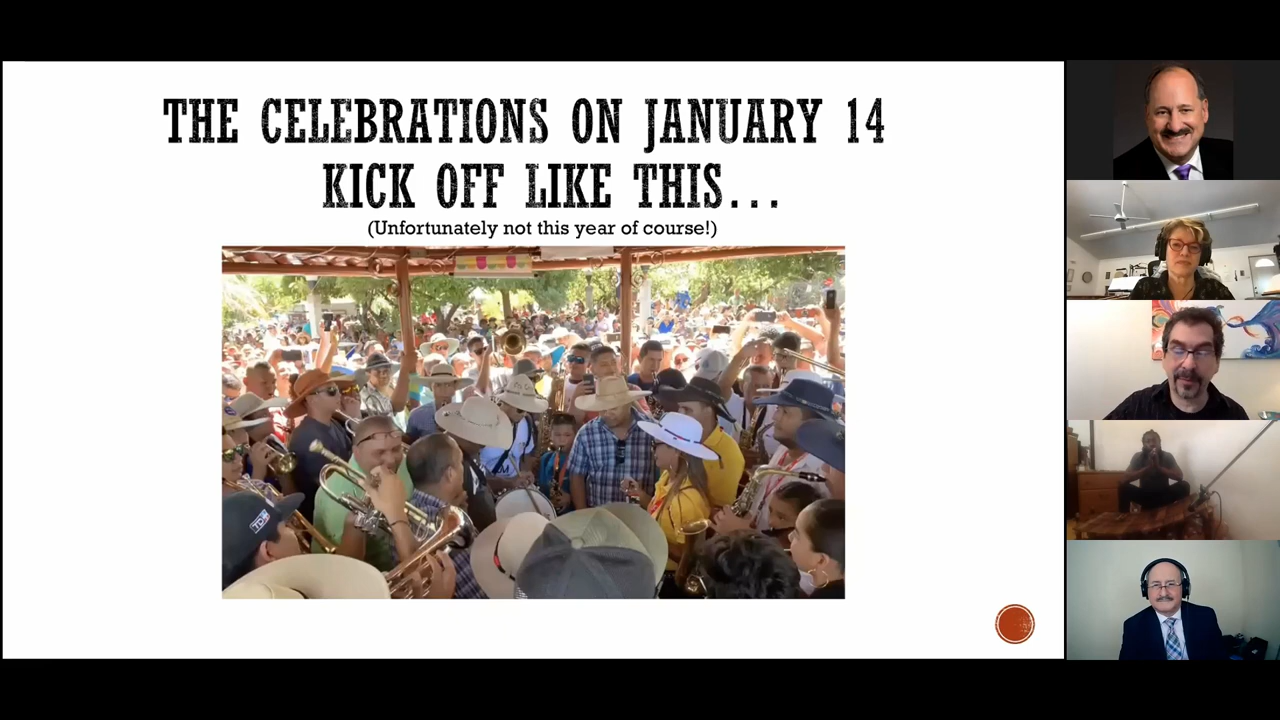 THE CELEBRATIONS ON JANUARY 14
KICK OFF LIKE THIS...
(Unfortunately not this year of course!)